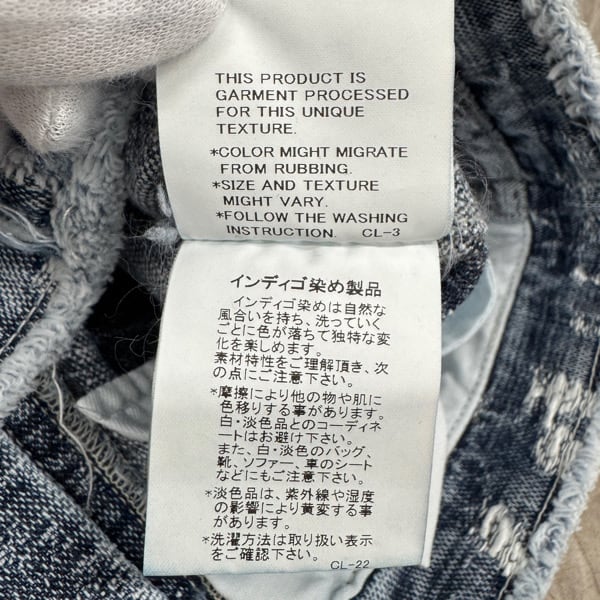 THIS PRODUCT IS
GARMENT PROCESSED
FOR THIS UNIQUE
TEXTURE.
*COLOR MIGHT MIGRATE
FROM RUBBING.
*SIZE AND TEXTURE
MIGHT VARY.
*FOLLOW THE WASHING
INSTRUCTION. CL-3
インディゴ染め製品
インディゴ染めは自然な
風合いを持ち、洗っていく
ごとに色が落ちて独特な変
化を楽しめます。
素材特性をご理解頂き、次
の点にご注意下さい。
*摩擦により他の物や肌に
色移りする事があります。
白・淡色品とのコーディネ
ートはお避け下さい。
また、白・淡色のバッグ、
靴、ソファー、車のシート
などにもご注意下さい。
*淡色品は、紫外線や湿度
の影響により黄変する事
があります。
*洗濯方法は取り扱い表示
をご確認下さい。
CL-22